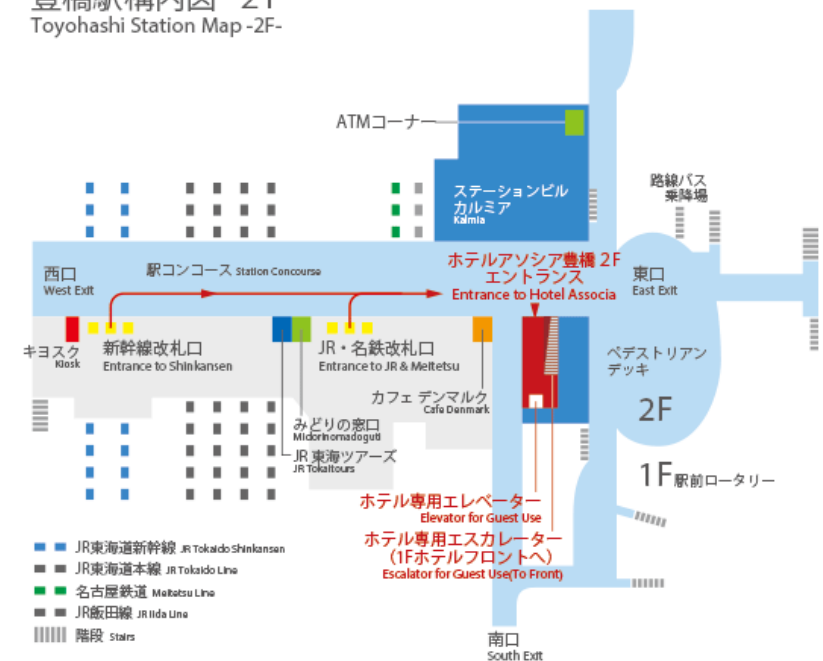 豊橋駅構内図 -2F-
Toyohashi Station Map -2F-
ATMコーナー
ステーションビル
カルミア
Kalmia
路線バス
乗降場
西口
West Exit
駅コンコース Station Concourse
ホテルアソシア豊橋 2F
エントランス
Entrance to Hotel Associa
東口
East Exit
キヨスク
Kiosk
新幹線改札口
Entrance to Shinkansen
JR・名鉄改札口
Entrance to JR & Meitetsu
ペデストリアン
デッキ
カフェ デンマルク
Cafe Denmark
2F
みどりの窓口
Midorinomadoguti
JR東海ツアーズ
JR Tokaitours
1F 駅前ロータリー
ホテル専用エレベーター
Elevator for Guest Use
ホテル専用エスカレーター
(1Fホテルフロントへ)
Escalator for Guest Use(To Front)
JR東海道新幹線 JR Tokaido Shinkansen
JR東海道本線 JR Tokaido Line
名古屋鉄道 Meitetsu Line
JR飯田線 JR Iida Line
階段 Stairs
南口
South Exit